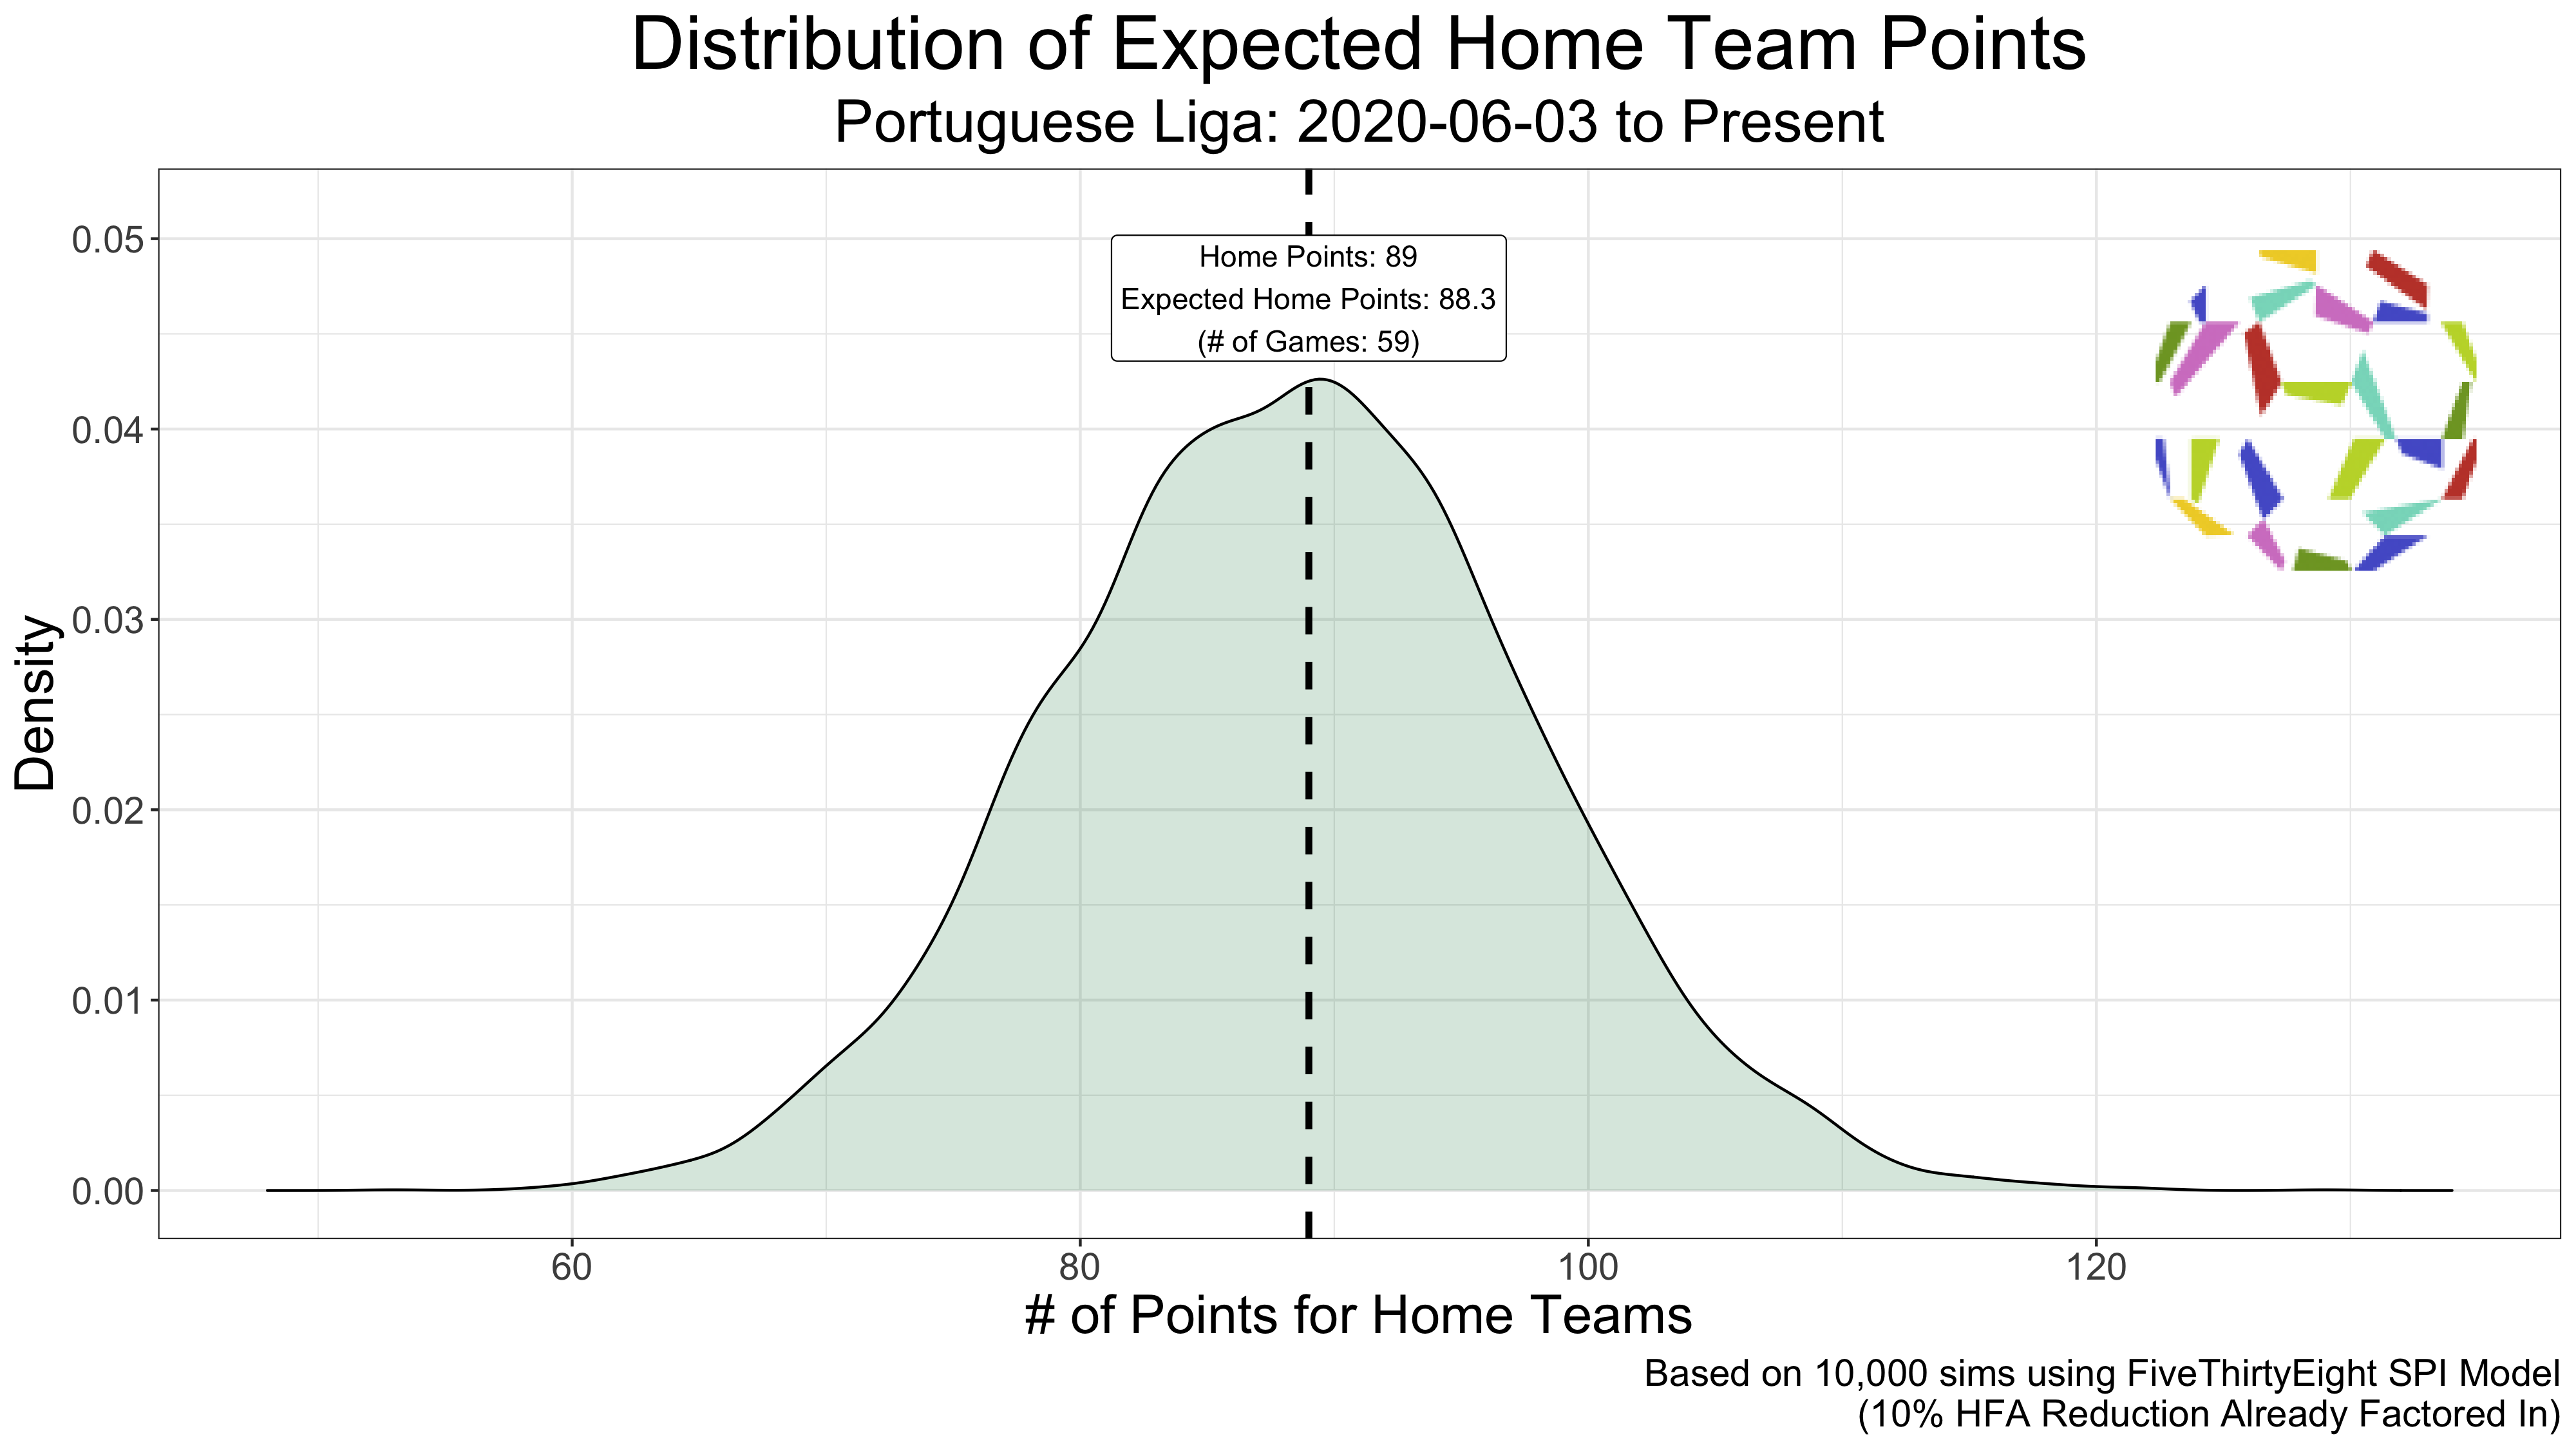 Distribution of Expected Home Team Points
Portuguese Liga: 2020-06-03 to Present
Home Points: 89
Expected Home Points: 88.3
(# of Games: 59)
Density
0.05
0.04
0.03
0.02
0.01
0.00
60 80 100 120
# of Points for Home Teams
Based on 10,000 sims using FiveThirtyEight SPI Model
(10% HFA Reduction Already Factored In)